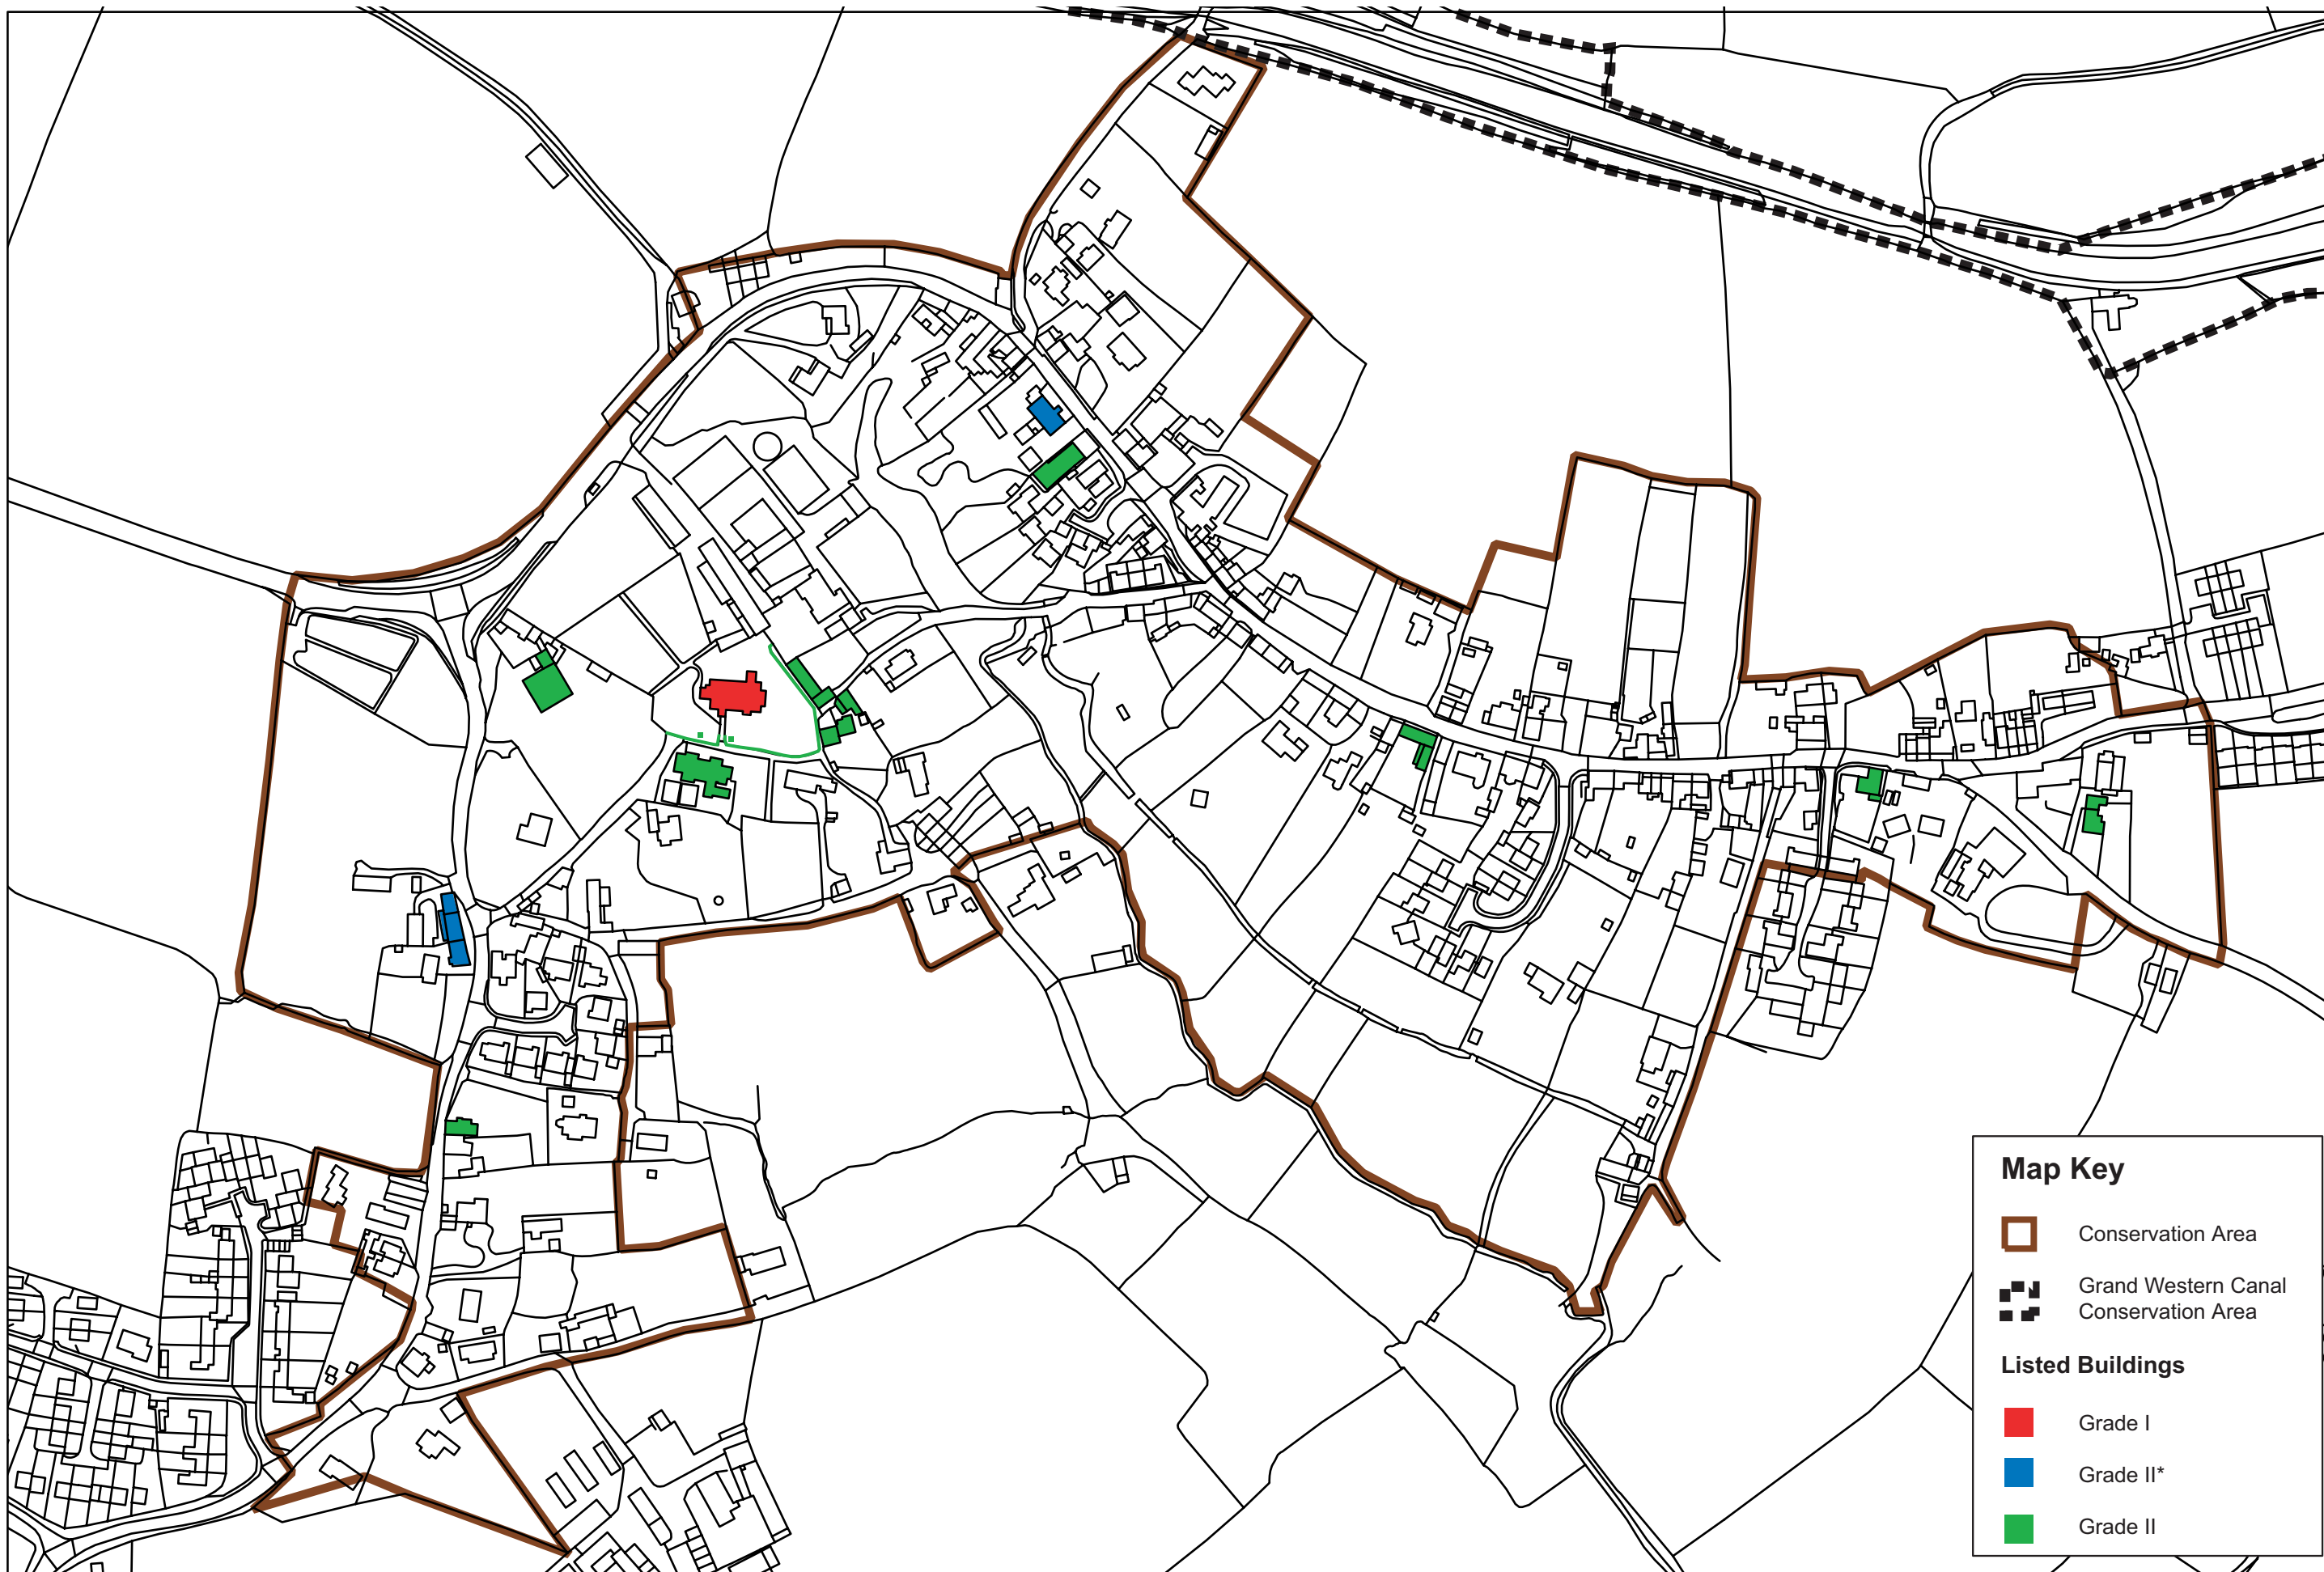 Map Key
Conservation Area
Grand Western Canal
Conservation Area
Listed Buildings
Grade I
Grade II*
Grade II